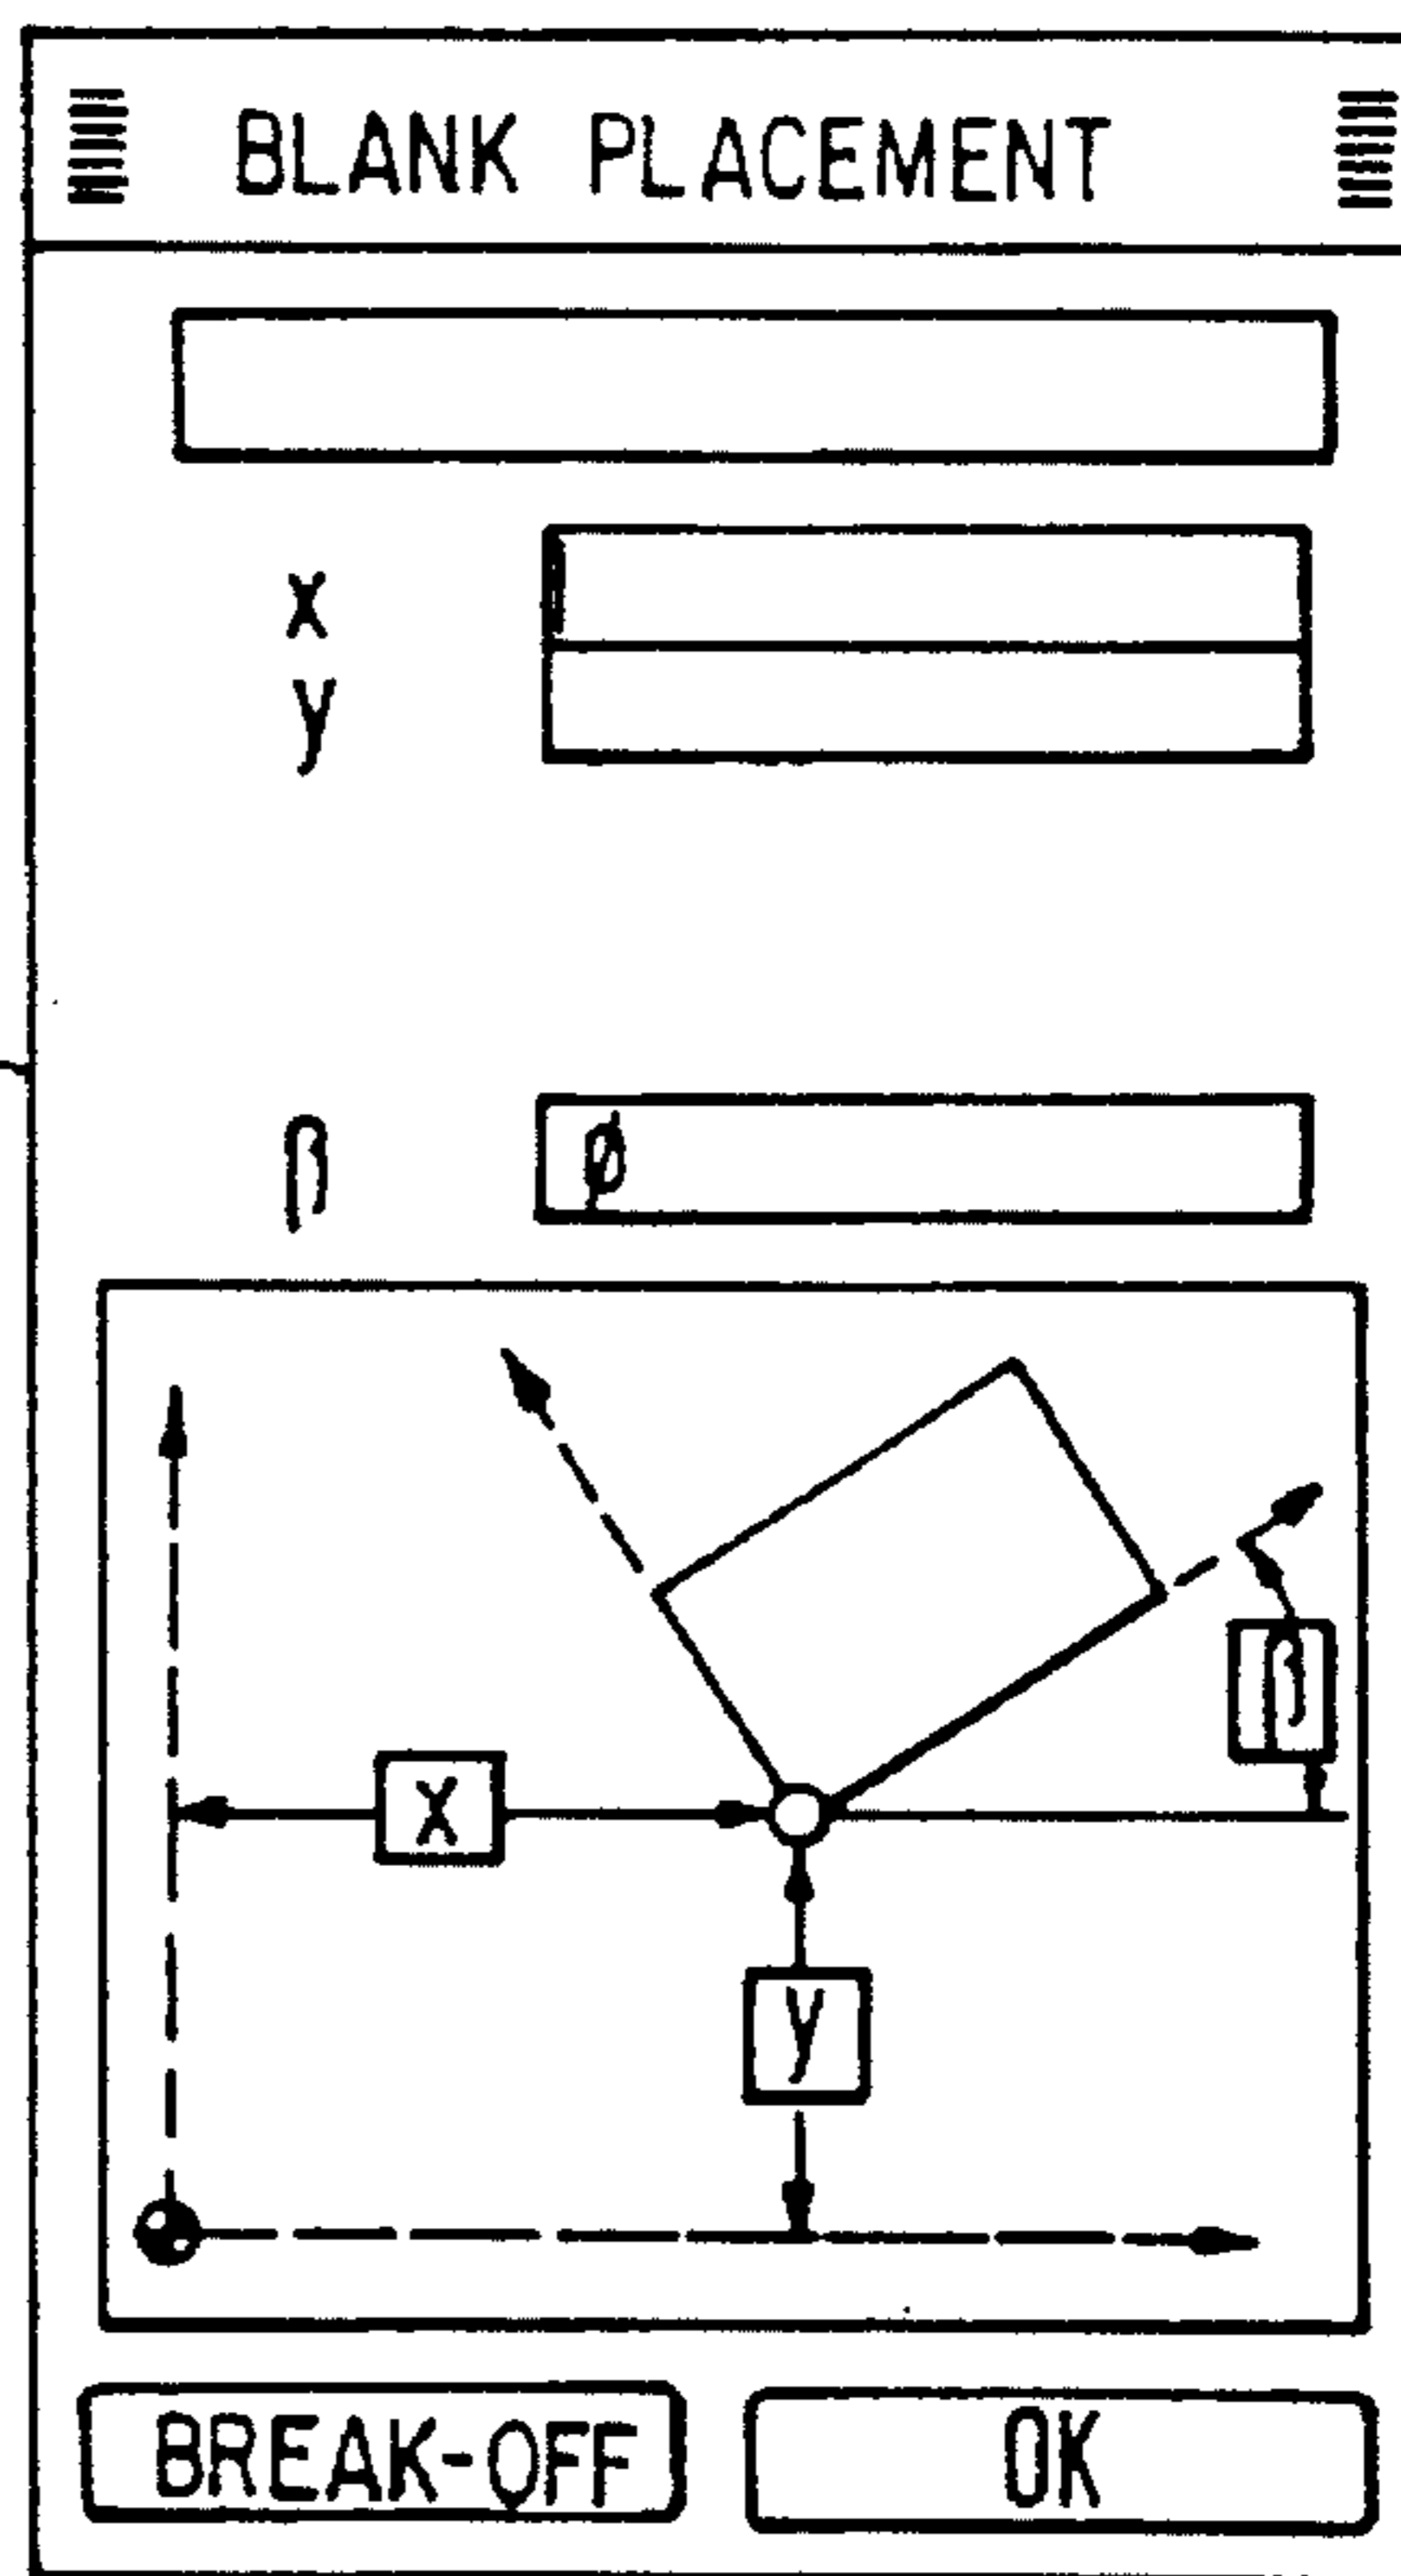 BLANK PLACEMENT
x
y
β ø
β
x
y
BREAK-OFF OK